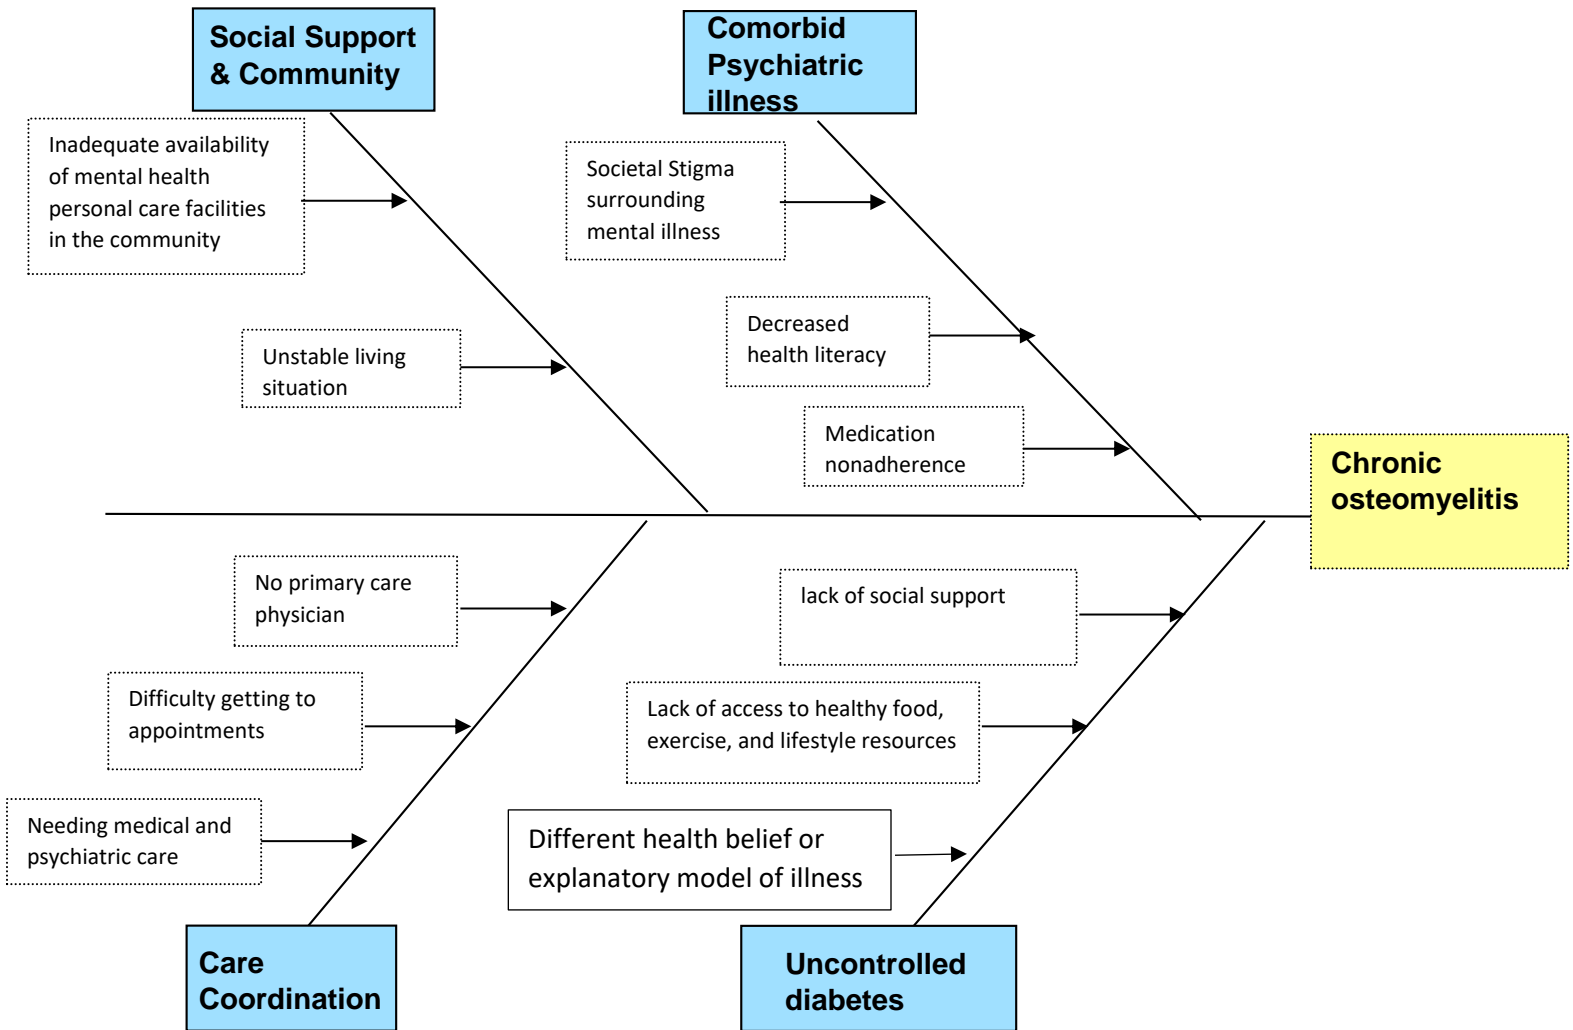 Social Support
& Community
Comorbid
Psychiatric
illness
Inadequate availability
of mental health
personal care facilities
in the community
Societal Stigma
surrounding
mental illness
Unstable living
situation
Decreased
health literacy
Medication
nonadherence
Chronic
osteomyelitis
No primary care
physician
lack of social support
Difficulty getting to
appointments
Lack of access to healthy food,
exercise, and lifestyle resources
Needing medical and
psychiatric care
Different health belief or
explanatory model of illness
Care
Coordination
Uncontrolled
diabetes